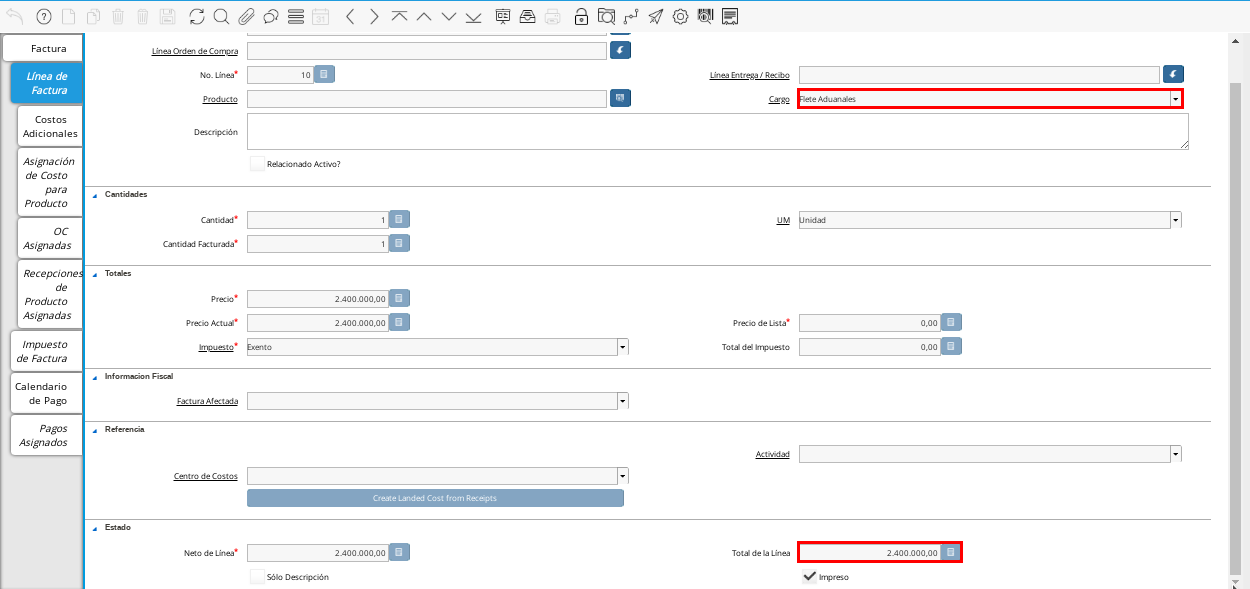 31
Factura
Línea de
Factura
Costos
Adicionales
Asignación
de Costo
para
Producto
OC
Asignadas
Recepciones
de
Producto
Asignadas
Impuesto
de Factura
Calendario
de Pago
Pagos
Asignados
Línea Orden de Compra
No. Línea* 10 Línea Entrega / Recibo
Producto Cargo Flete Aduanales
Descripción
Relacionado Activo?
Cantidades
Cantidad* 1 UM Unidad
Cantidad Facturada* 1
Totales
Precio* 2.400.000,00
Precio Actual* 2.400.000,00 Precio de Lista* 0,00
Impuesto* Exento Total del Impuesto 0,00
Informacion Fiscal
Factura Afectada
Referencia
Actividad
Centro de Costos
Create Landed Cost from Receipts
Estado
Neto de Línea* 2.400.000,00 Total de la Línea 2.400.000,00
Sólo Descripción Impreso